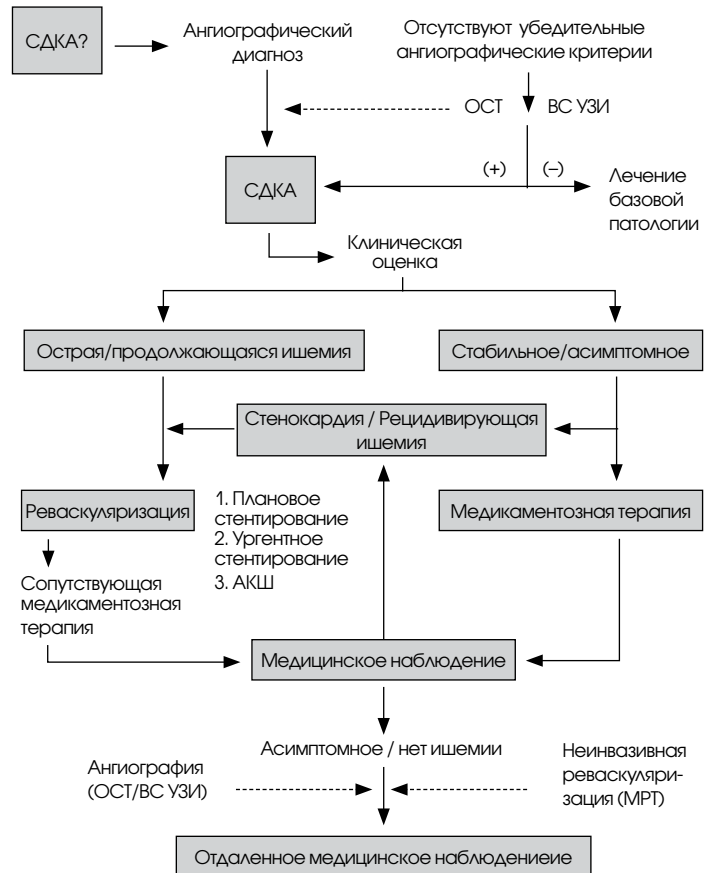 СДКА?
Ангиографический
диагноз
Отсутствуют убедительные
ангиографические критерии
ОСТ
ВС УЗИ
(+)
(–)
СДКА
Лечение
базовой
патологии
Клиническая
оценка
Острая/продолжающаяся ишемия
Стабильное/асимптомное
Стенокардия / Рецидивирующая
ишемия
Реваскуляризация
1. Плановое
стентирование
2. Ургентное
стентирование
3. АКШ
Медикаментозная терапия
Сопутствующая
медикаментозная
терапия
Медицинское наблюдение
Асимптомное / нет ишемии
Ангиография
(ОСТ/ВС УЗИ)
Неинвазивная
реваскуляри-
зация (МРТ)
Отдаленное медицинское наблюдениеие